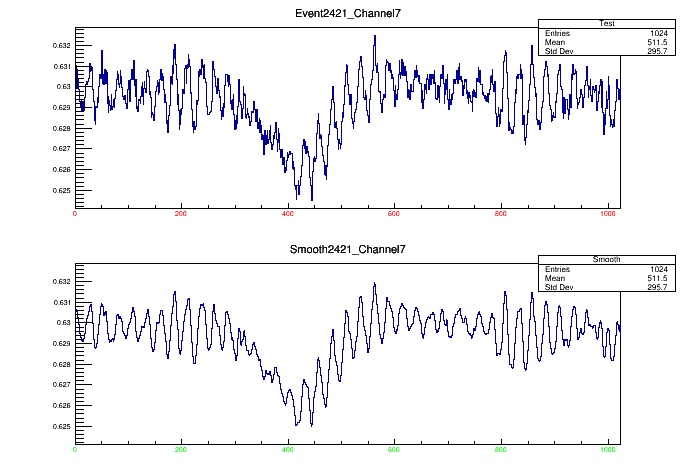 Event2421_Channel7
Test
Entries 1024
Mean 511.5
Std Dev 295.7
0.632
0.631
0.63
0.629
0.628
0.627
0.626
0.625
0 200 400 600 800 1000
Smooth2421_Channel7
Smooth
Entries 1024
Mean 511.5
Std Dev 295.7
0.632
0.631
0.63
0.629
0.628
0.627
0.626
0.625
0 200 400 600 800 1000